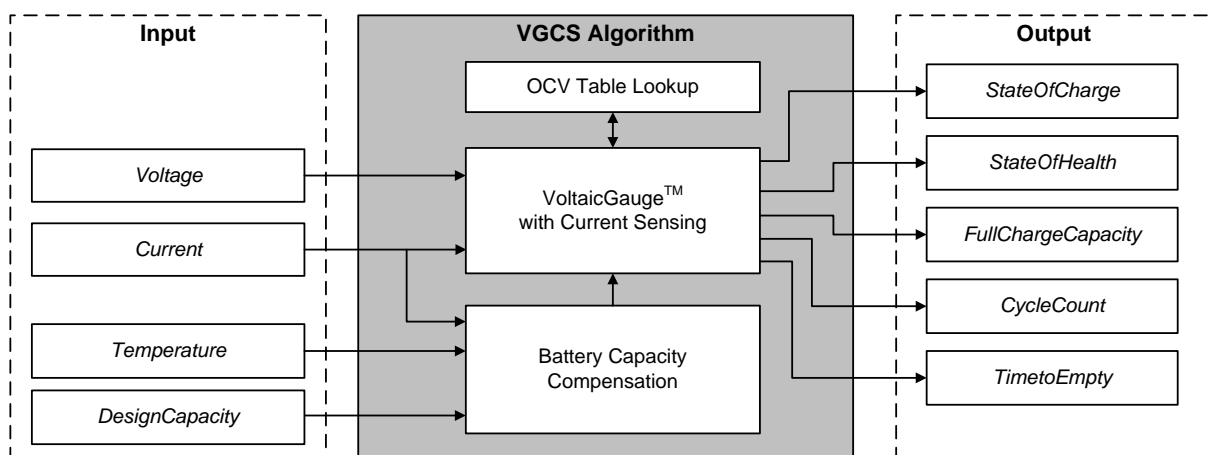 Input
VGCS Algorithm
Output
OCV Table Lookup
StateOfCharge
Voltage
VoltaicGauge™
with Current Sensing
StateOfHealth
Current
FullChargeCapacity
CycleCount
Temperature
Battery Capacity
Compensation
TimetoEmpty
DesignCapacity